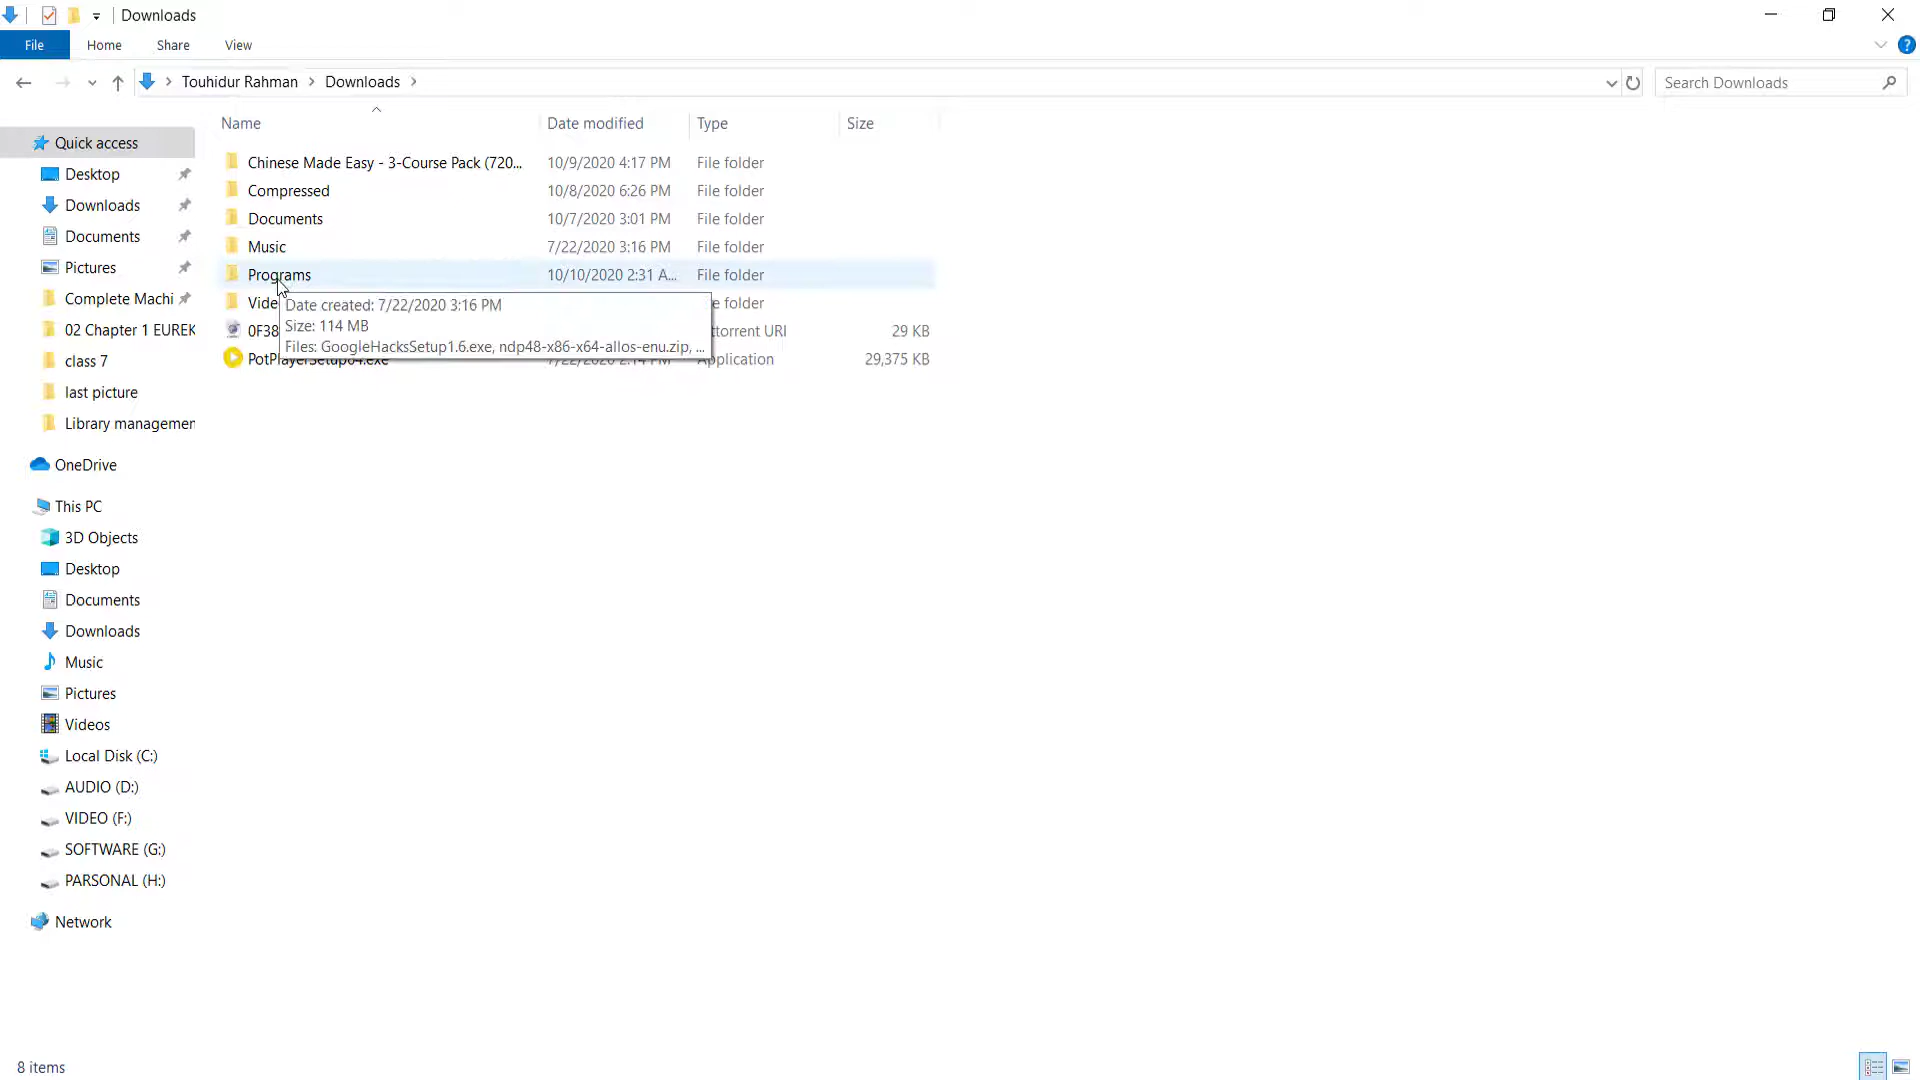 Downloads
File Home Share View
Touhidur Rahman Downloads
Search Downloads
Name Date modified Type Size
Quick access
Desktop
Downloads
Documents
Pictures
Complete Machi
02 Chapter 1 EUREK
class 7
last picture
Library managemen
OneDrive
This PC
3D Objects
Desktop
Documents
Downloads
Music
Pictures
Videos
Local Disk (C:)
AUDIO (D:)
VIDEO (F:)
SOFTWARE (G:)
PARSONAL (H:)
Network
Chinese Made Easy - 3-Course Pack (720... 10/9/2020 4:17 PM File folder
Compressed 10/8/2020 6:26 PM File folder
Documents 10/7/2020 3:01 PM File folder
Music 7/22/2020 3:16 PM File folder
Programs 10/10/2020 2:31 A... File folder
Vide e folder
Date created: 7/22/2020 3:16 PM
Size: 114 MB
Files: GoogleHacksSetup1.6.exe, ndp48-x86-x64-allos-enu.zip, ...
0F38 ttorrent URI 29 KB
PotPlayerSetup64.exe 7/22/2020 2:14 PM Application 29,375 KB
8 items